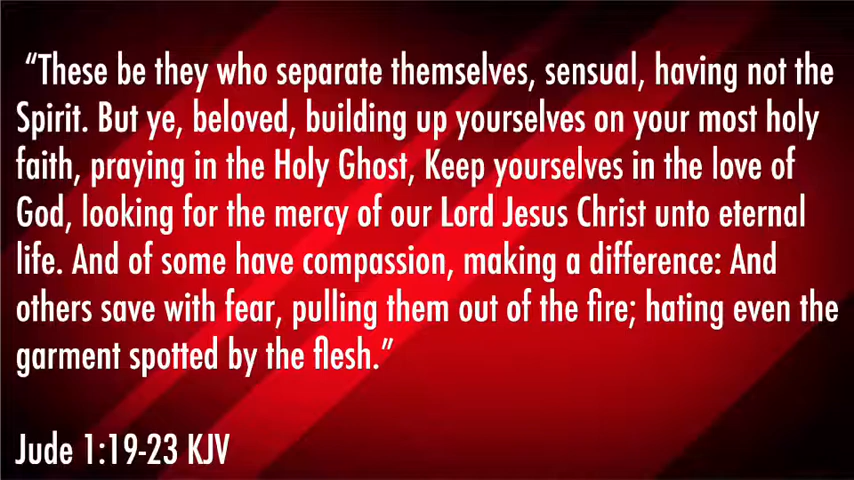 “These be they who separate themselves, sensual, having not the
Spirit. But ye, beloved, building up yourselves on your most holy
faith, praying in the Holy Ghost, Keep yourselves in the love of
God, looking for the mercy of our Lord Jesus Christ unto eternal
life. And of some have compassion, making a difference: And
others save with fear, pulling them out of the fire; hating even the
garment spotted by the flesh.”
Jude 1:19-23 KJV